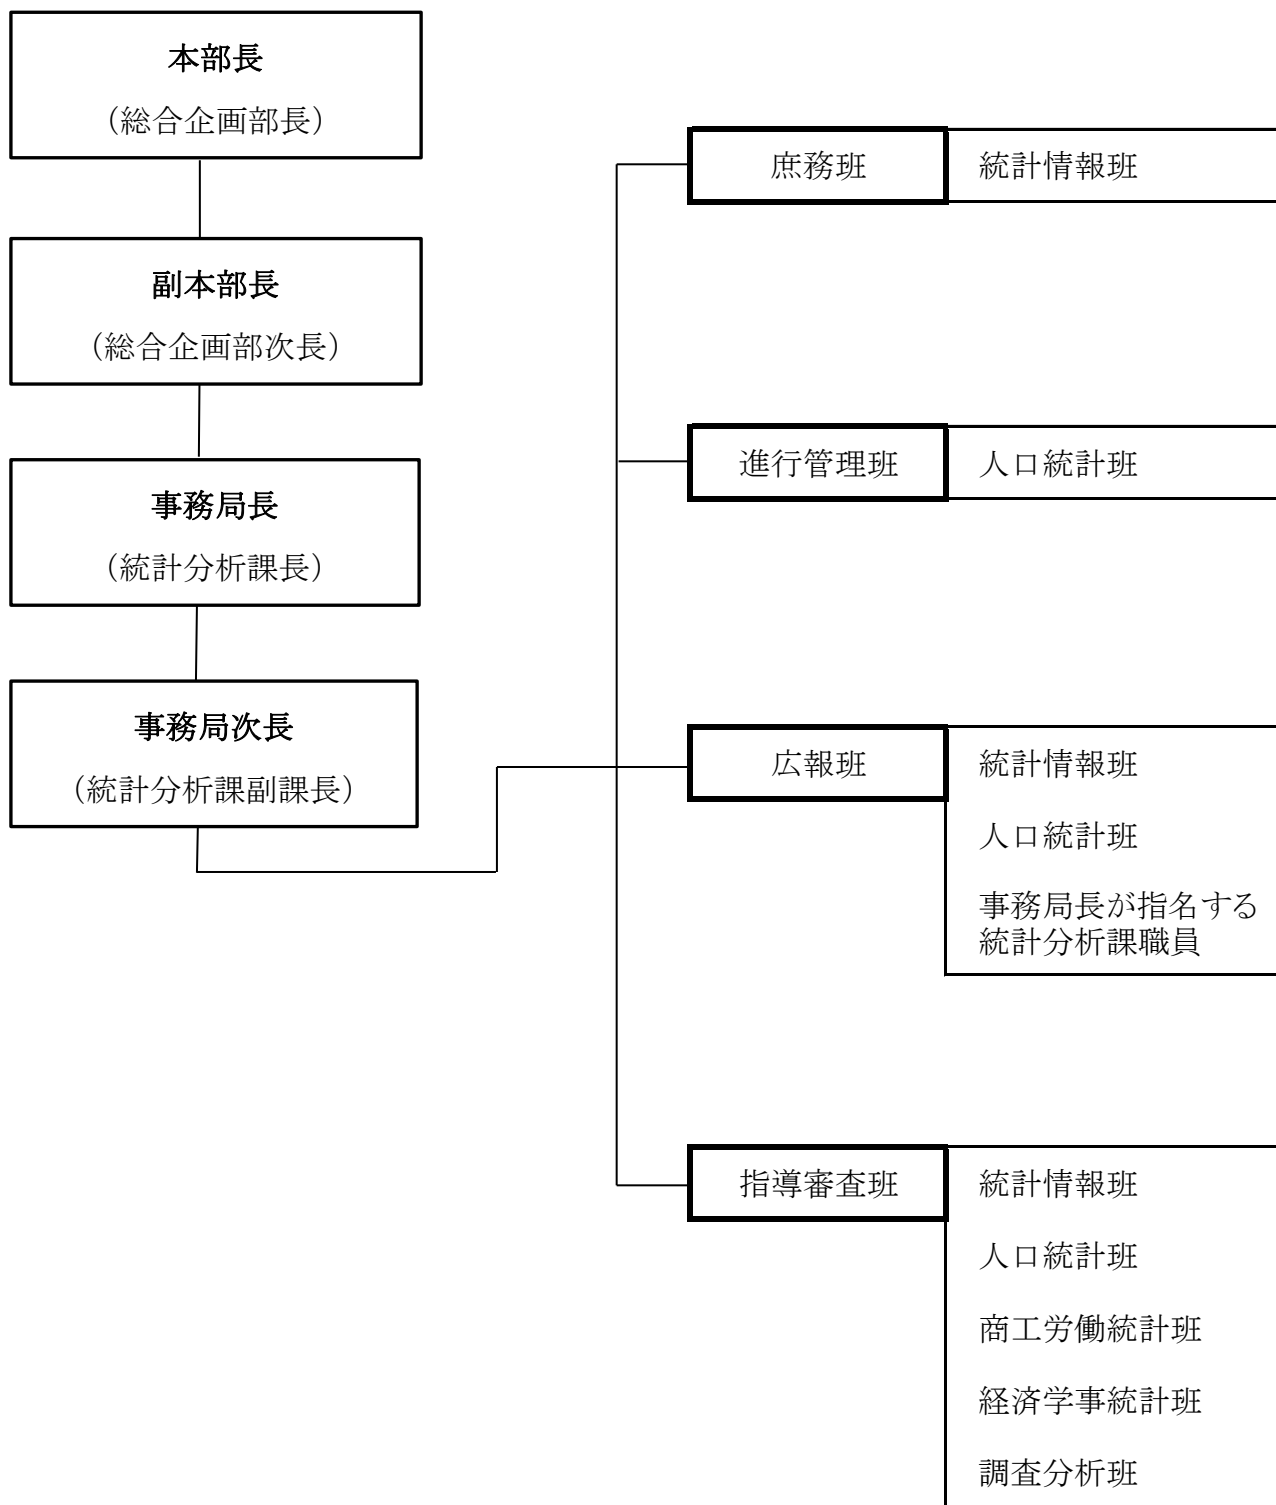 本部長
（総合企画部長）
副本部長
（総合企画部次長）
事務局長
（統計分析課長）
事務局次長
（統計分析課副課長）
庶務班
統計情報班
進行管理班
人口統計班
広報班
統計情報班
人口統計班
事務局長が指名する
統計分析課職員
指導審査班
統計情報班
人口統計班
商工労働統計班
経済学事統計班
調査分析班